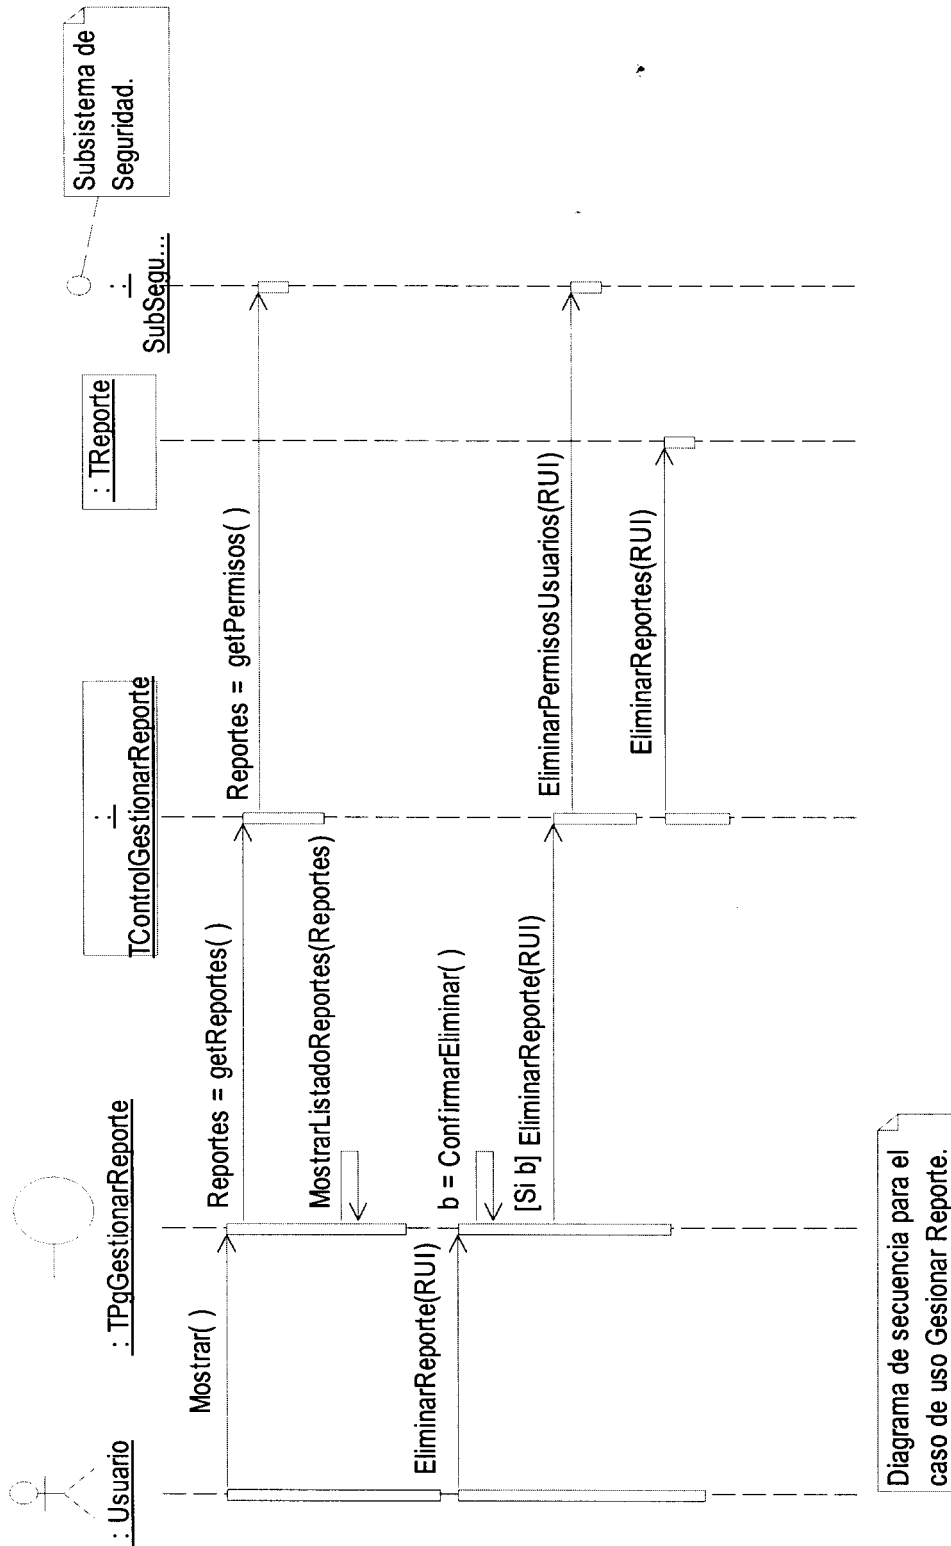 : Usuario
: TPgGestionarReporte
:
TControlGestionarReporte
: TReporte
:
SubSegu...
Subsistema de
Seguridad.
Mostrar( )
Reportes = getReportes( )
Reportes = getPermisos( )
MostrarListadoReportes(Reportes)
EliminarReporte(RUI)
b = ConfirmarEliminar( )
[Si b] EliminarReporte(RUI)
EliminarPermisosUsuarios(RUI)
EliminarReportes(RUI)
Diagrama de secuencia para el
caso de uso Gesionar Reporte.